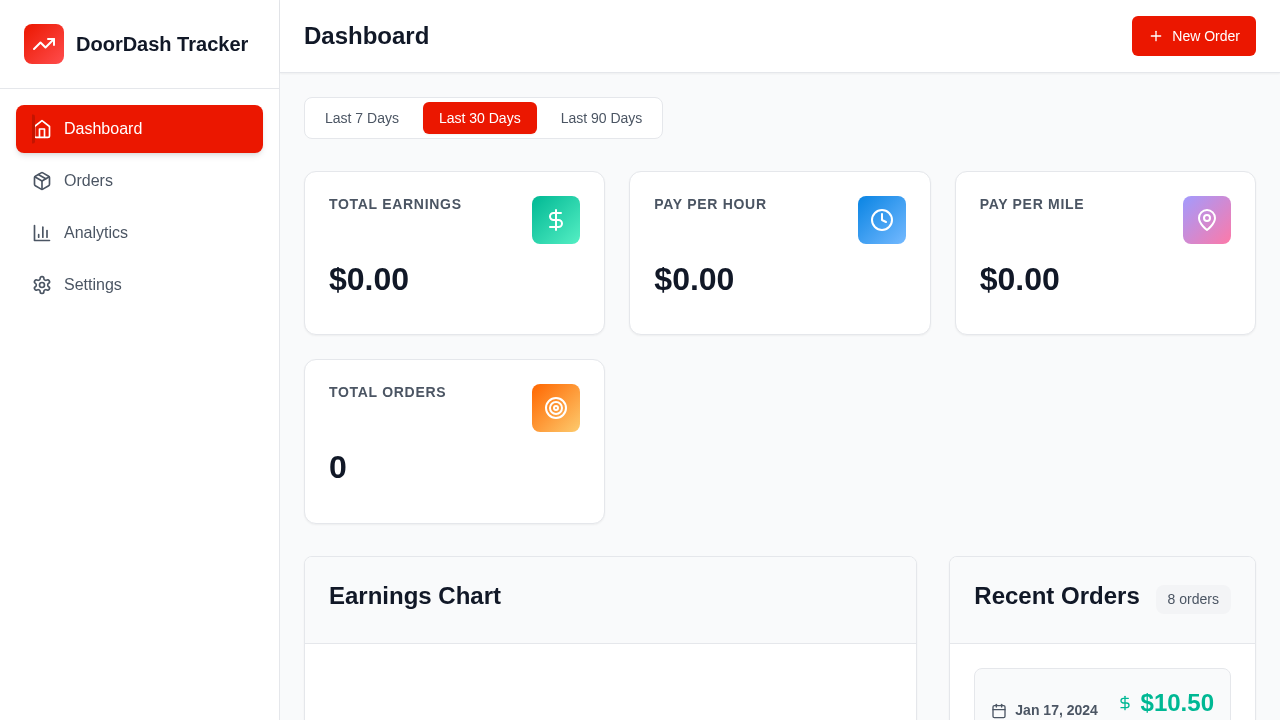 DoorDash Tracker
Dashboard
Orders
Analytics
Settings
Dashboard
New Order
Last 7 Days
Last 30 Days
Last 90 Days
TOTAL EARNINGS
$0.00
PAY PER HOUR
$0.00
PAY PER MILE
$0.00
TOTAL ORDERS
0
Earnings Chart
Recent Orders
8 orders
Jan 17, 2024
$10.50